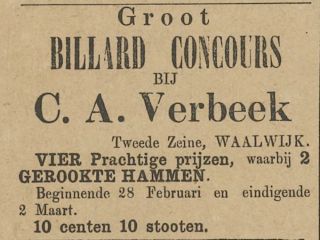 Groot
BILLARD CONCOURS
BIJ
C. A. Verbeek
Tweede Zeine, WAALWIJK.
VIER Prachtige prijzen, waarbij 2
GEROOKTE HAMMEN.
Beginnende 28 Februari en eindigende
2 Maart.
10 centen 10 stooten.